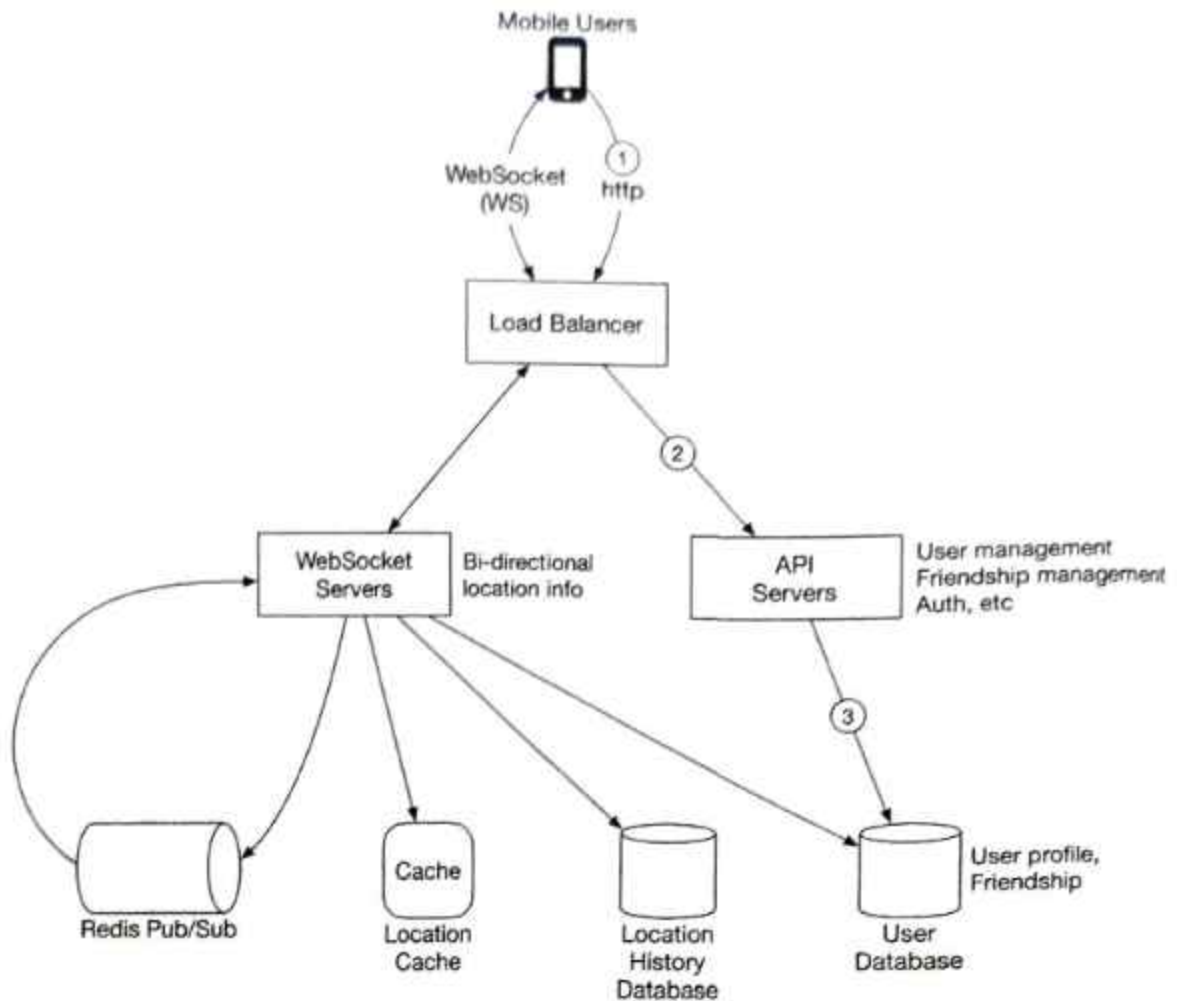 Mobile Users
WebSocket
(WS)
1
http
Load Balancer
2
WebSocket
Servers
Bi-directional
location info
API
Servers
User management
Friendship management
Auth, etc
3
Cache
User profile,
Friendship
Redis Pub/Sub
Location
Cache
Location
History
Database
User
Database